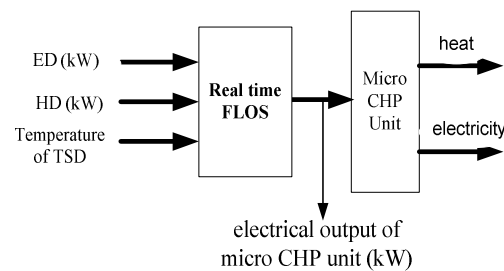 ED (kW)
HD (kW)
Temperature
of TSD
Real time
FLOS
Micro
CHP
Unit
heat
electricity
electrical output of
micro CHP unit (kW)